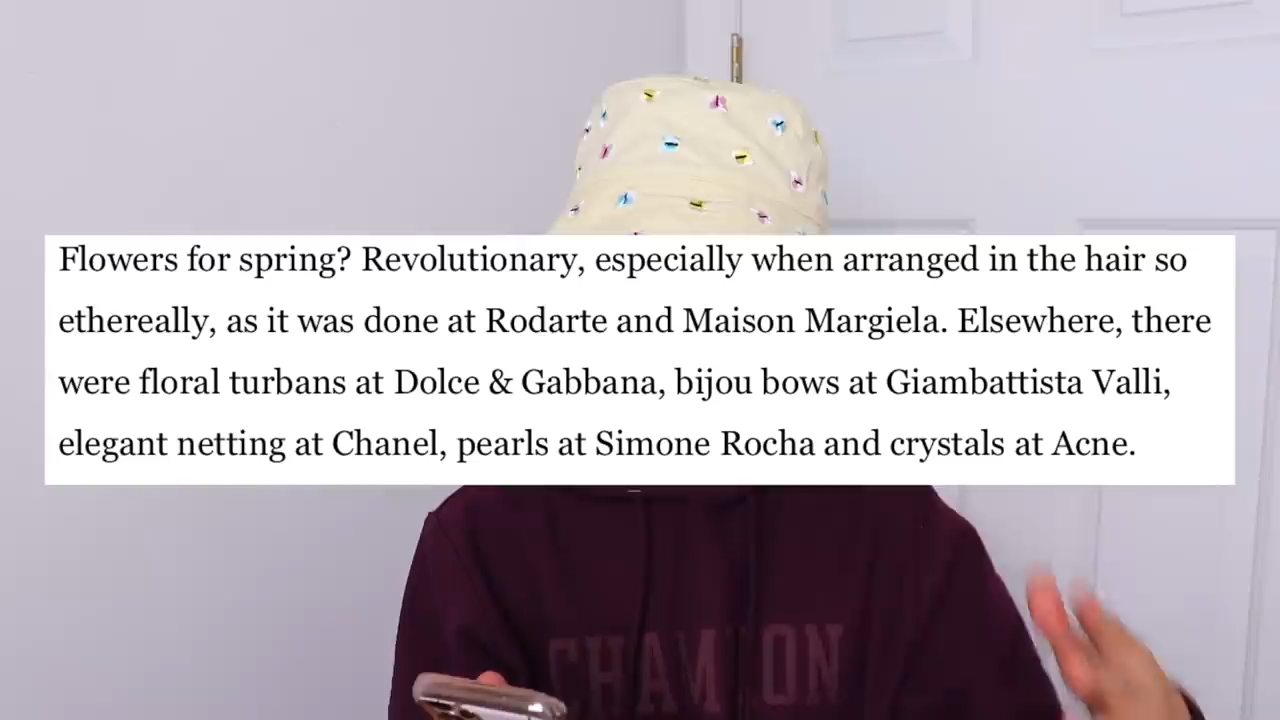 Flowers for spring? Revolutionary, especially when arranged in the hair so
ethereally, as it was done at Rodarte and Maison Margiela. Elsewhere, there
were floral turbans at Dolce & Gabbana, bijou bows at Giambattista Valli,
elegant netting at Chanel, pearls at Simone Rocha and crystals at Acne.
CHAMPION